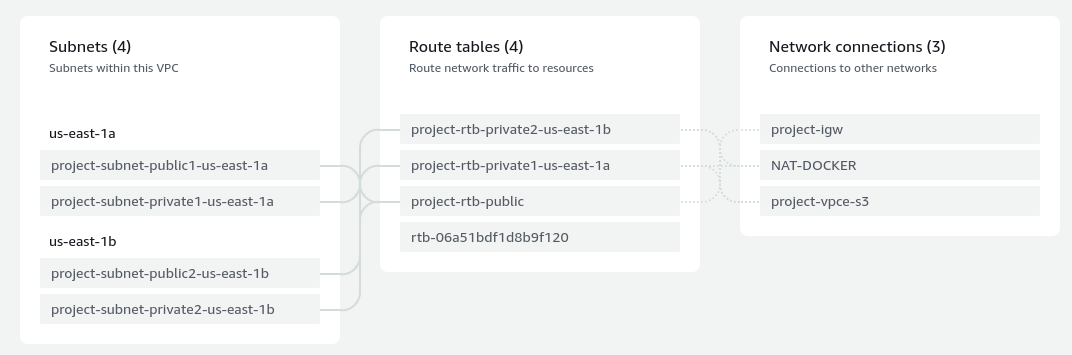 Subnets (4)
Subnets within this VPC
us-east-1a
project-subnet-public1-us-east-1a
project-subnet-private1-us-east-1a
us-east-1b
project-subnet-public2-us-east-1b
project-subnet-private2-us-east-1b
Route tables (4)
Route network traffic to resources
project-rtb-private2-us-east-1b
project-rtb-private1-us-east-1a
project-rtb-public
rtb-06a51bdf1d8b9f120
Network connections (3)
Connections to other networks
project-igw
NAT-DOCKER
project-vpce-s3